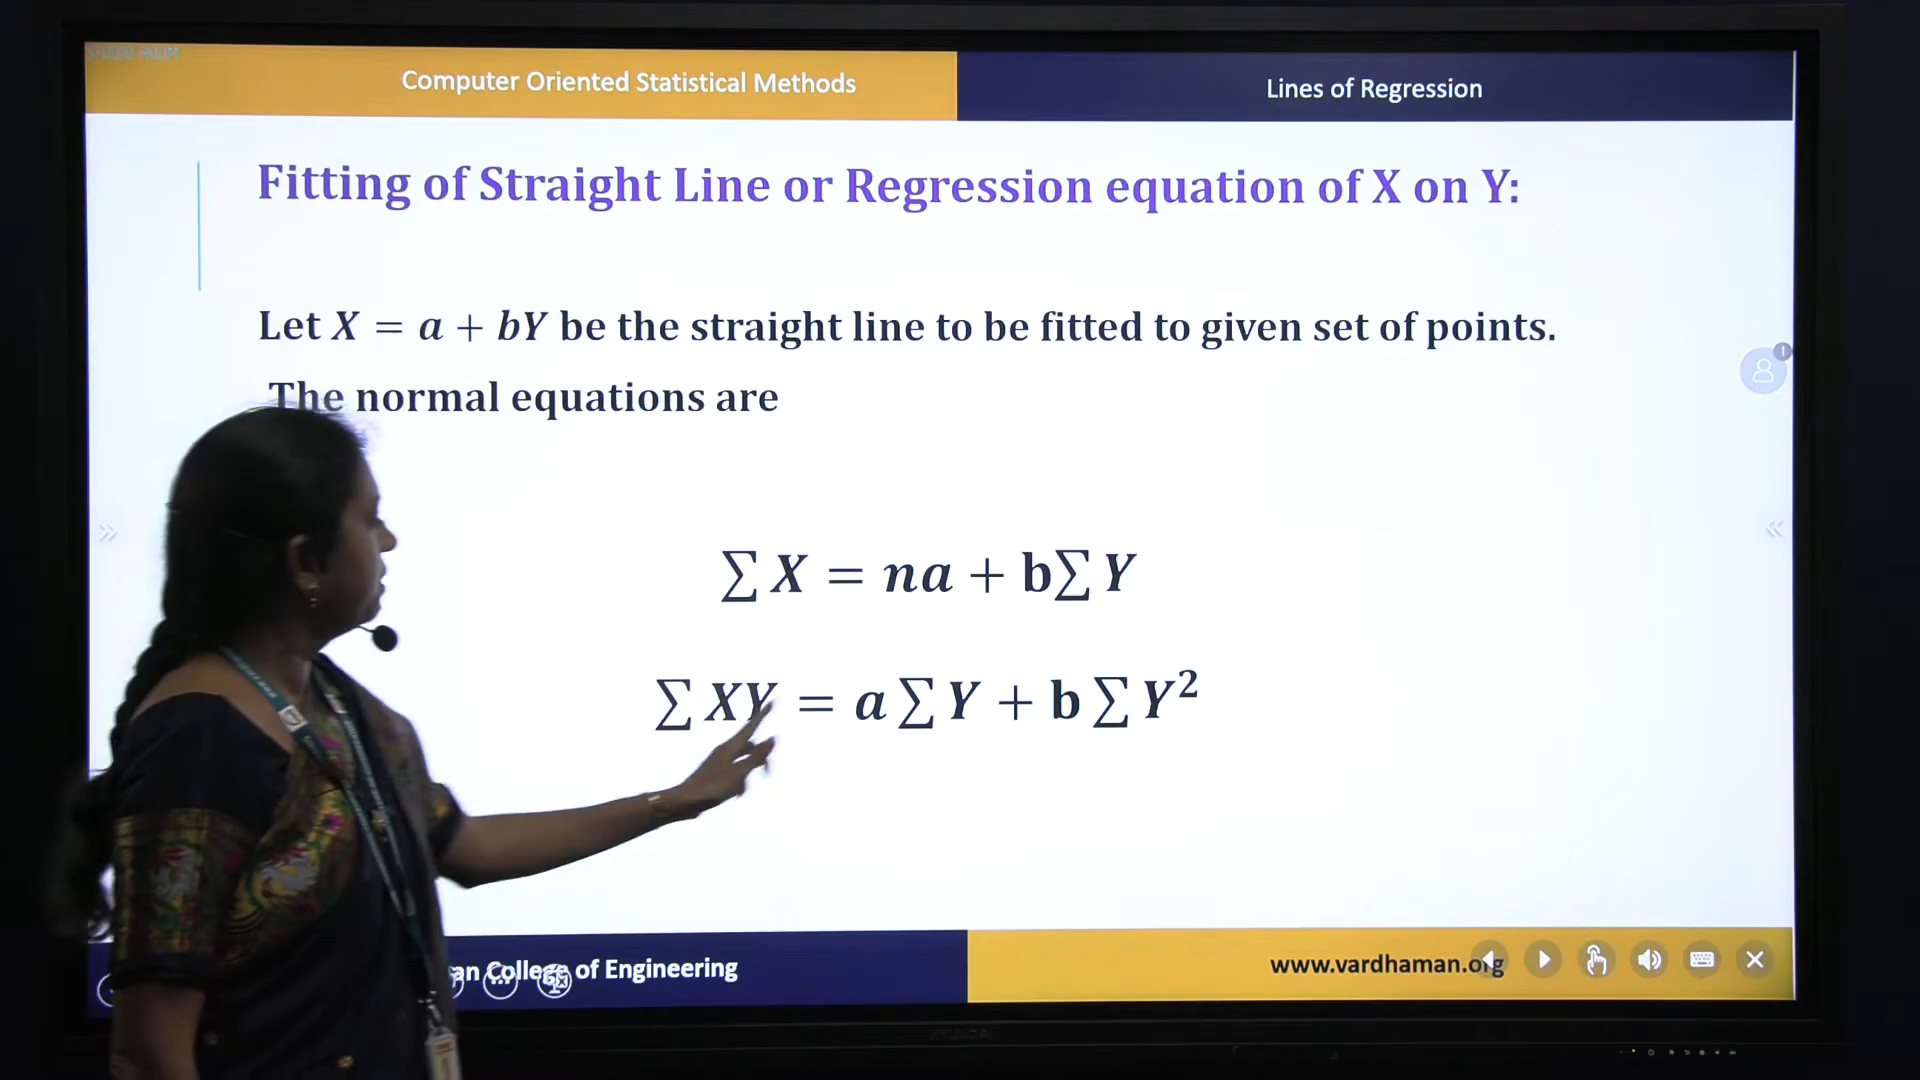 Computer Oriented Statistical Methods
Lines of Regression
Fitting of Straight Line or Regression equation of X on Y:
Let X = a + bY be the straight line to be fitted to given set of points.
The normal equations are
∑ X = na + b∑ Y
∑ XY = a ∑ Y + b ∑ Y²
an College of Engineering
www.vardhaman.org
HYUNDAI